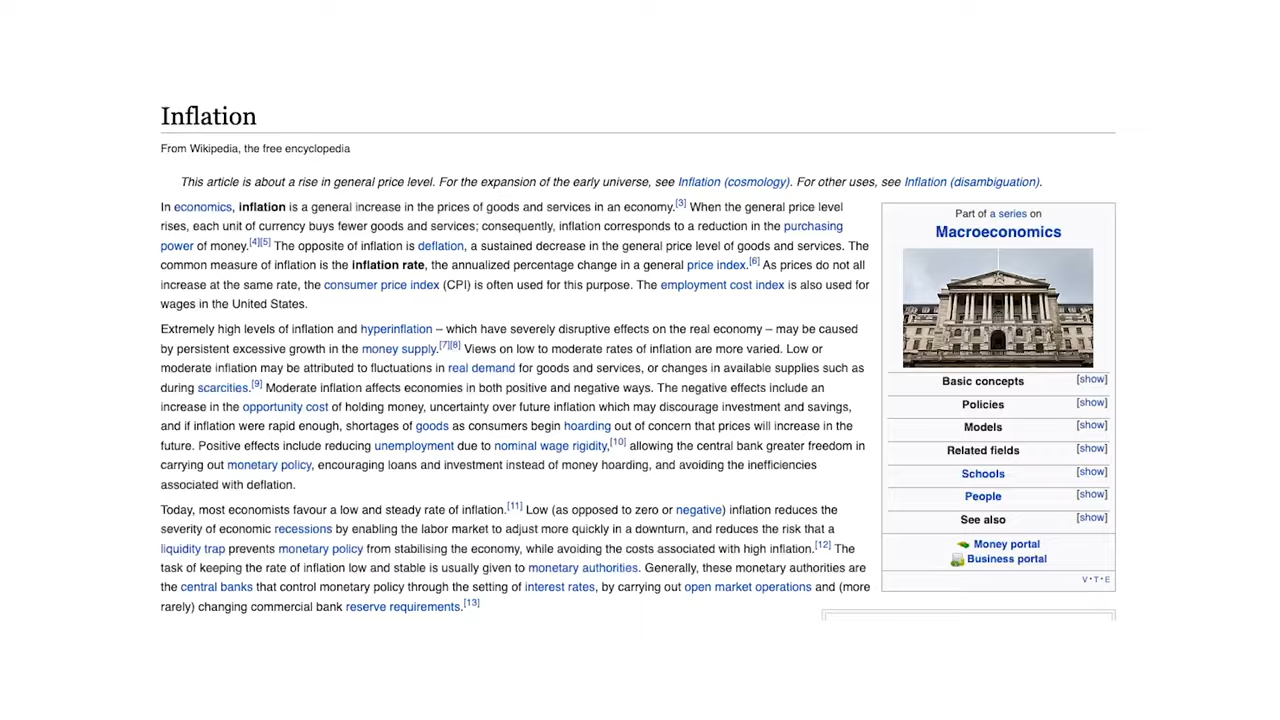 Inflation
From Wikipedia, the free encyclopedia
This article is about a rise in general price level. For the expansion of the early universe, see Inflation (cosmology). For other uses, see Inflation (disambiguation).
In economics, inflation is a general increase in the prices of goods and services in an economy.[3] When the general price level
rises, each unit of currency buys fewer goods and services; consequently, inflation corresponds to a reduction in the purchasing
power of money.[4][5] The opposite of inflation is deflation, a sustained decrease in the general price level of goods and services. The
common measure of inflation is the inflation rate, the annualized percentage change in a general price index.[6] As prices do not all
increase at the same rate, the consumer price index (CPI) is often used for this purpose. The employment cost index is also used for
wages in the United States.
Extremely high levels of inflation and hyperinflation – which have severely disruptive effects on the real economy – may be caused
by persistent excessive growth in the money supply.[7][8] Views on low to moderate rates of inflation are more varied. Low or
moderate inflation may be attributed to fluctuations in real demand for goods and services, or changes in available supplies such as
during scarcities.[9] Moderate inflation affects economies in both positive and negative ways. The negative effects include an
increase in the opportunity cost of holding money, uncertainty over future inflation which may discourage investment and savings,
and if inflation were rapid enough, shortages of goods as consumers begin hoarding out of concern that prices will increase in the
future. Positive effects include reducing unemployment due to nominal wage rigidity,[10] allowing the central bank greater freedom in
carrying out monetary policy, encouraging loans and investment instead of money hoarding, and avoiding the inefficiencies
associated with deflation.
Today, most economists favour a low and steady rate of inflation.[11] Low (as opposed to zero or negative) inflation reduces the
severity of economic recessions by enabling the labor market to adjust more quickly in a downturn, and reduces the risk that a
liquidity trap prevents monetary policy from stabilising the economy, while avoiding the costs associated with high inflation.[12] The
task of keeping the rate of inflation low and stable is usually given to monetary authorities. Generally, these monetary authorities are
the central banks that control monetary policy through the setting of interest rates, by carrying out open market operations and (more
rarely) changing commercial bank reserve requirements.[13]
Part of a series on
Macroeconomics
Basic concepts [show]
Policies [show]
Models [show]
Related fields [show]
Schools [show]
People [show]
See also [show]
Money portal
Business portal
V·T·E